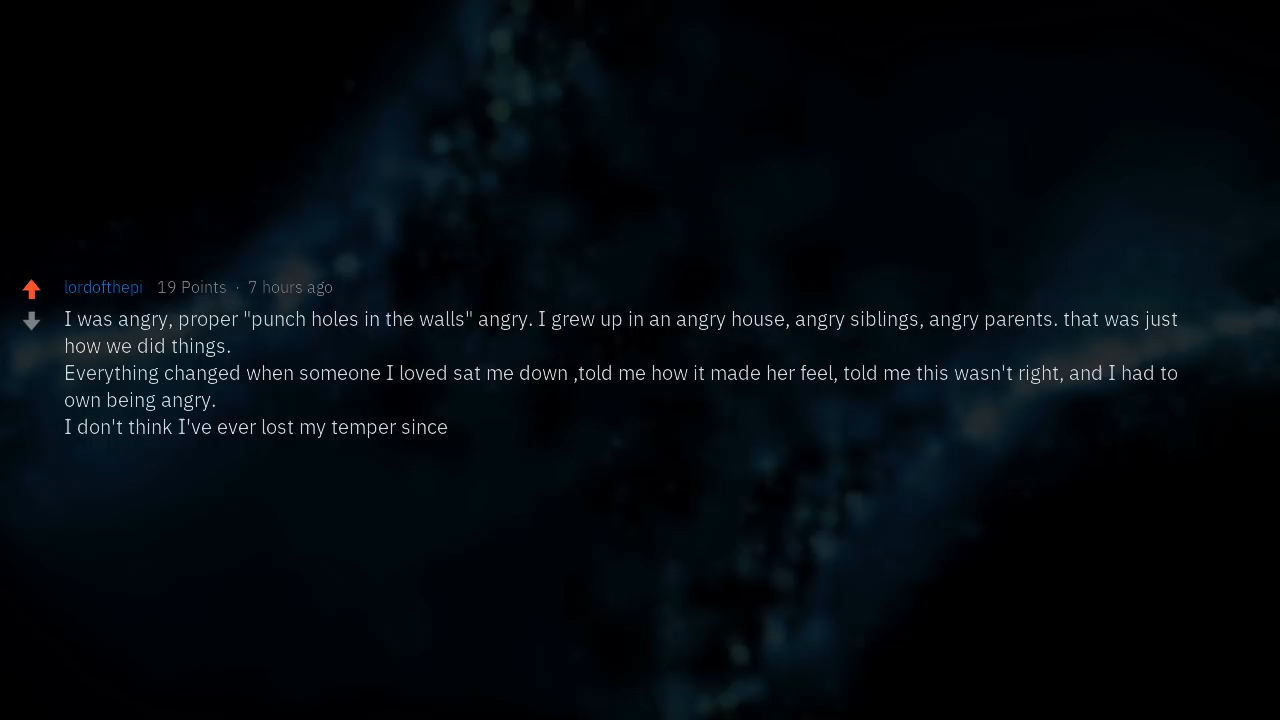 lordofthepi 19 Points · 7 hours ago
I was angry, proper "punch holes in the walls" angry. I grew up in an angry house, angry siblings, angry parents. that was just
how we did things.
Everything changed when someone I loved sat me down ,told me how it made her feel, told me this wasn't right, and I had to
own being angry.
I don't think I've ever lost my temper since